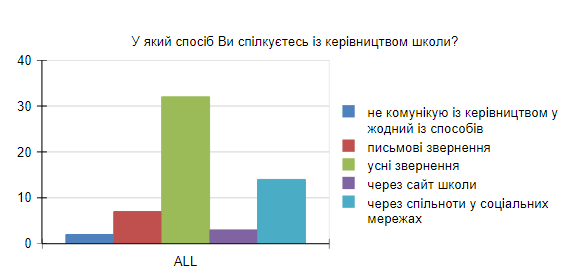 У який спосіб Ви спілкуєтесь із керівництвом школи?
40
30
20
10
0
ALL
не комунікую із керівництвом у
жодний із способів
письмові звернення
усні звернення
через сайт школи
через спільноти у соціальних
мережах